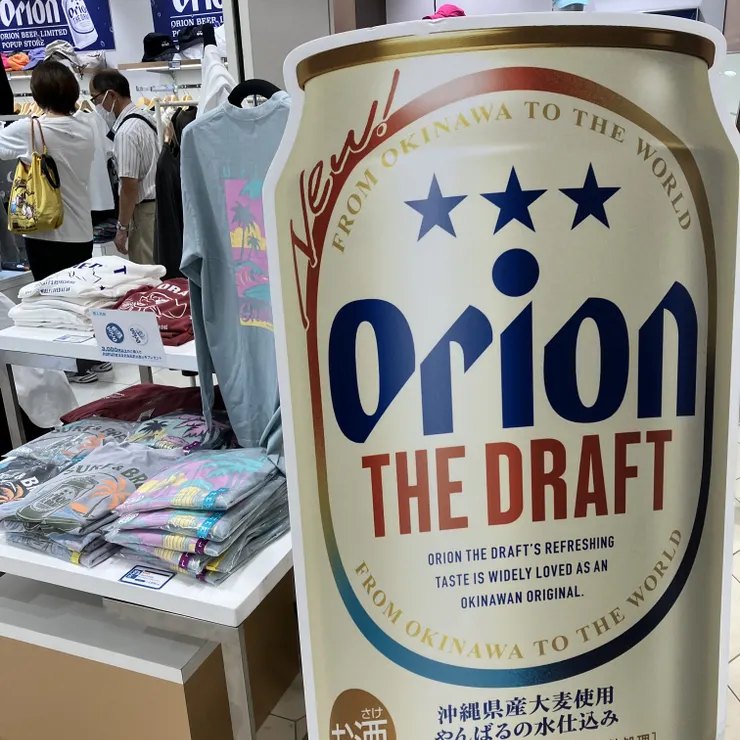 Orion
ORION BEER, LIMITED
POPUP STORE
New!
FROM OKINAWA TO THE WORLD
Orion
THE DRAFT
ORION THE DRAFT'S REFRESHING
TASTE IS WIDELY LOVED AS AN
OKINAWAN ORIGINAL.
FROM OKINAWA TO THE WORLD
さけ
お酒
沖縄県産大麦使用
やんばるの水仕込み